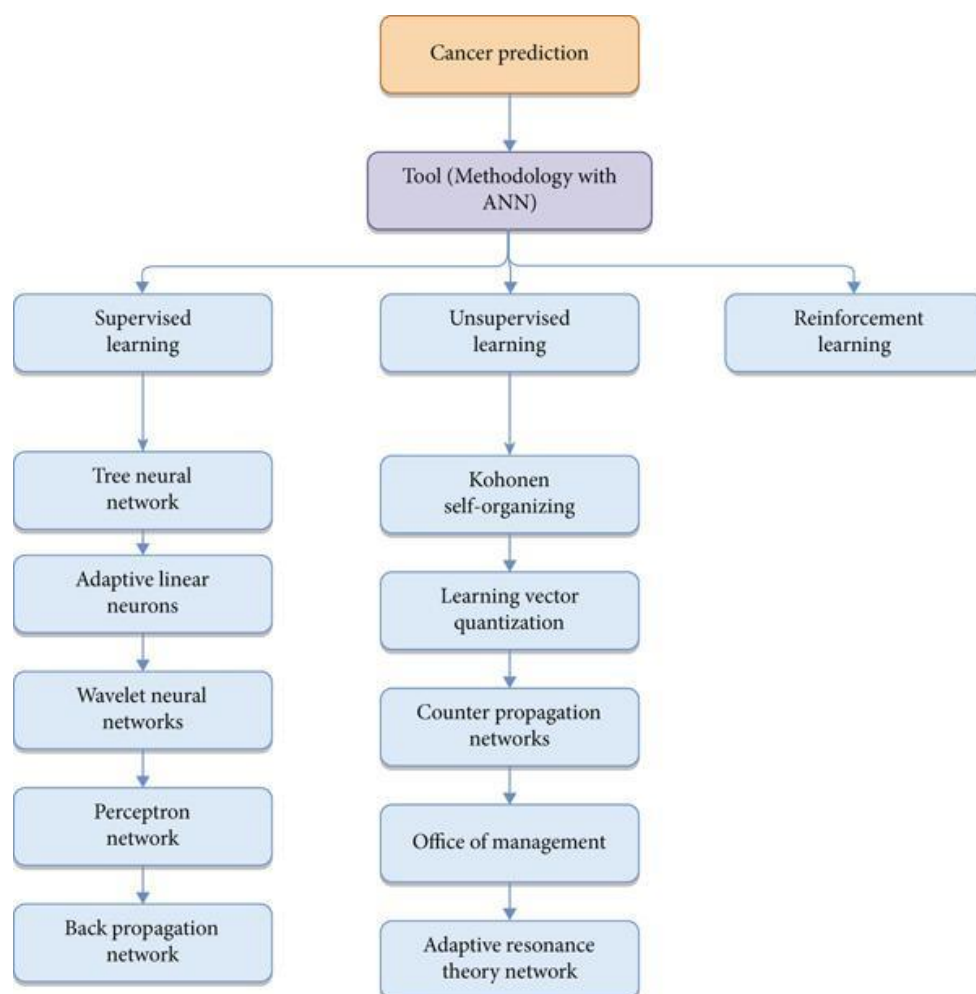 Cancer prediction
Tool (Methodology with
ANN)
Supervised
learning
Unsupervised
learning
Reinforcement
learning
Tree neural
network
Adaptive linear
neurons
Wavelet neural
networks
Perceptron
network
Back propagation
network
Kohonen
self-organizing
Learning vector
quantization
Counter propagation
networks
Office of management
Adaptive resonance
theory network